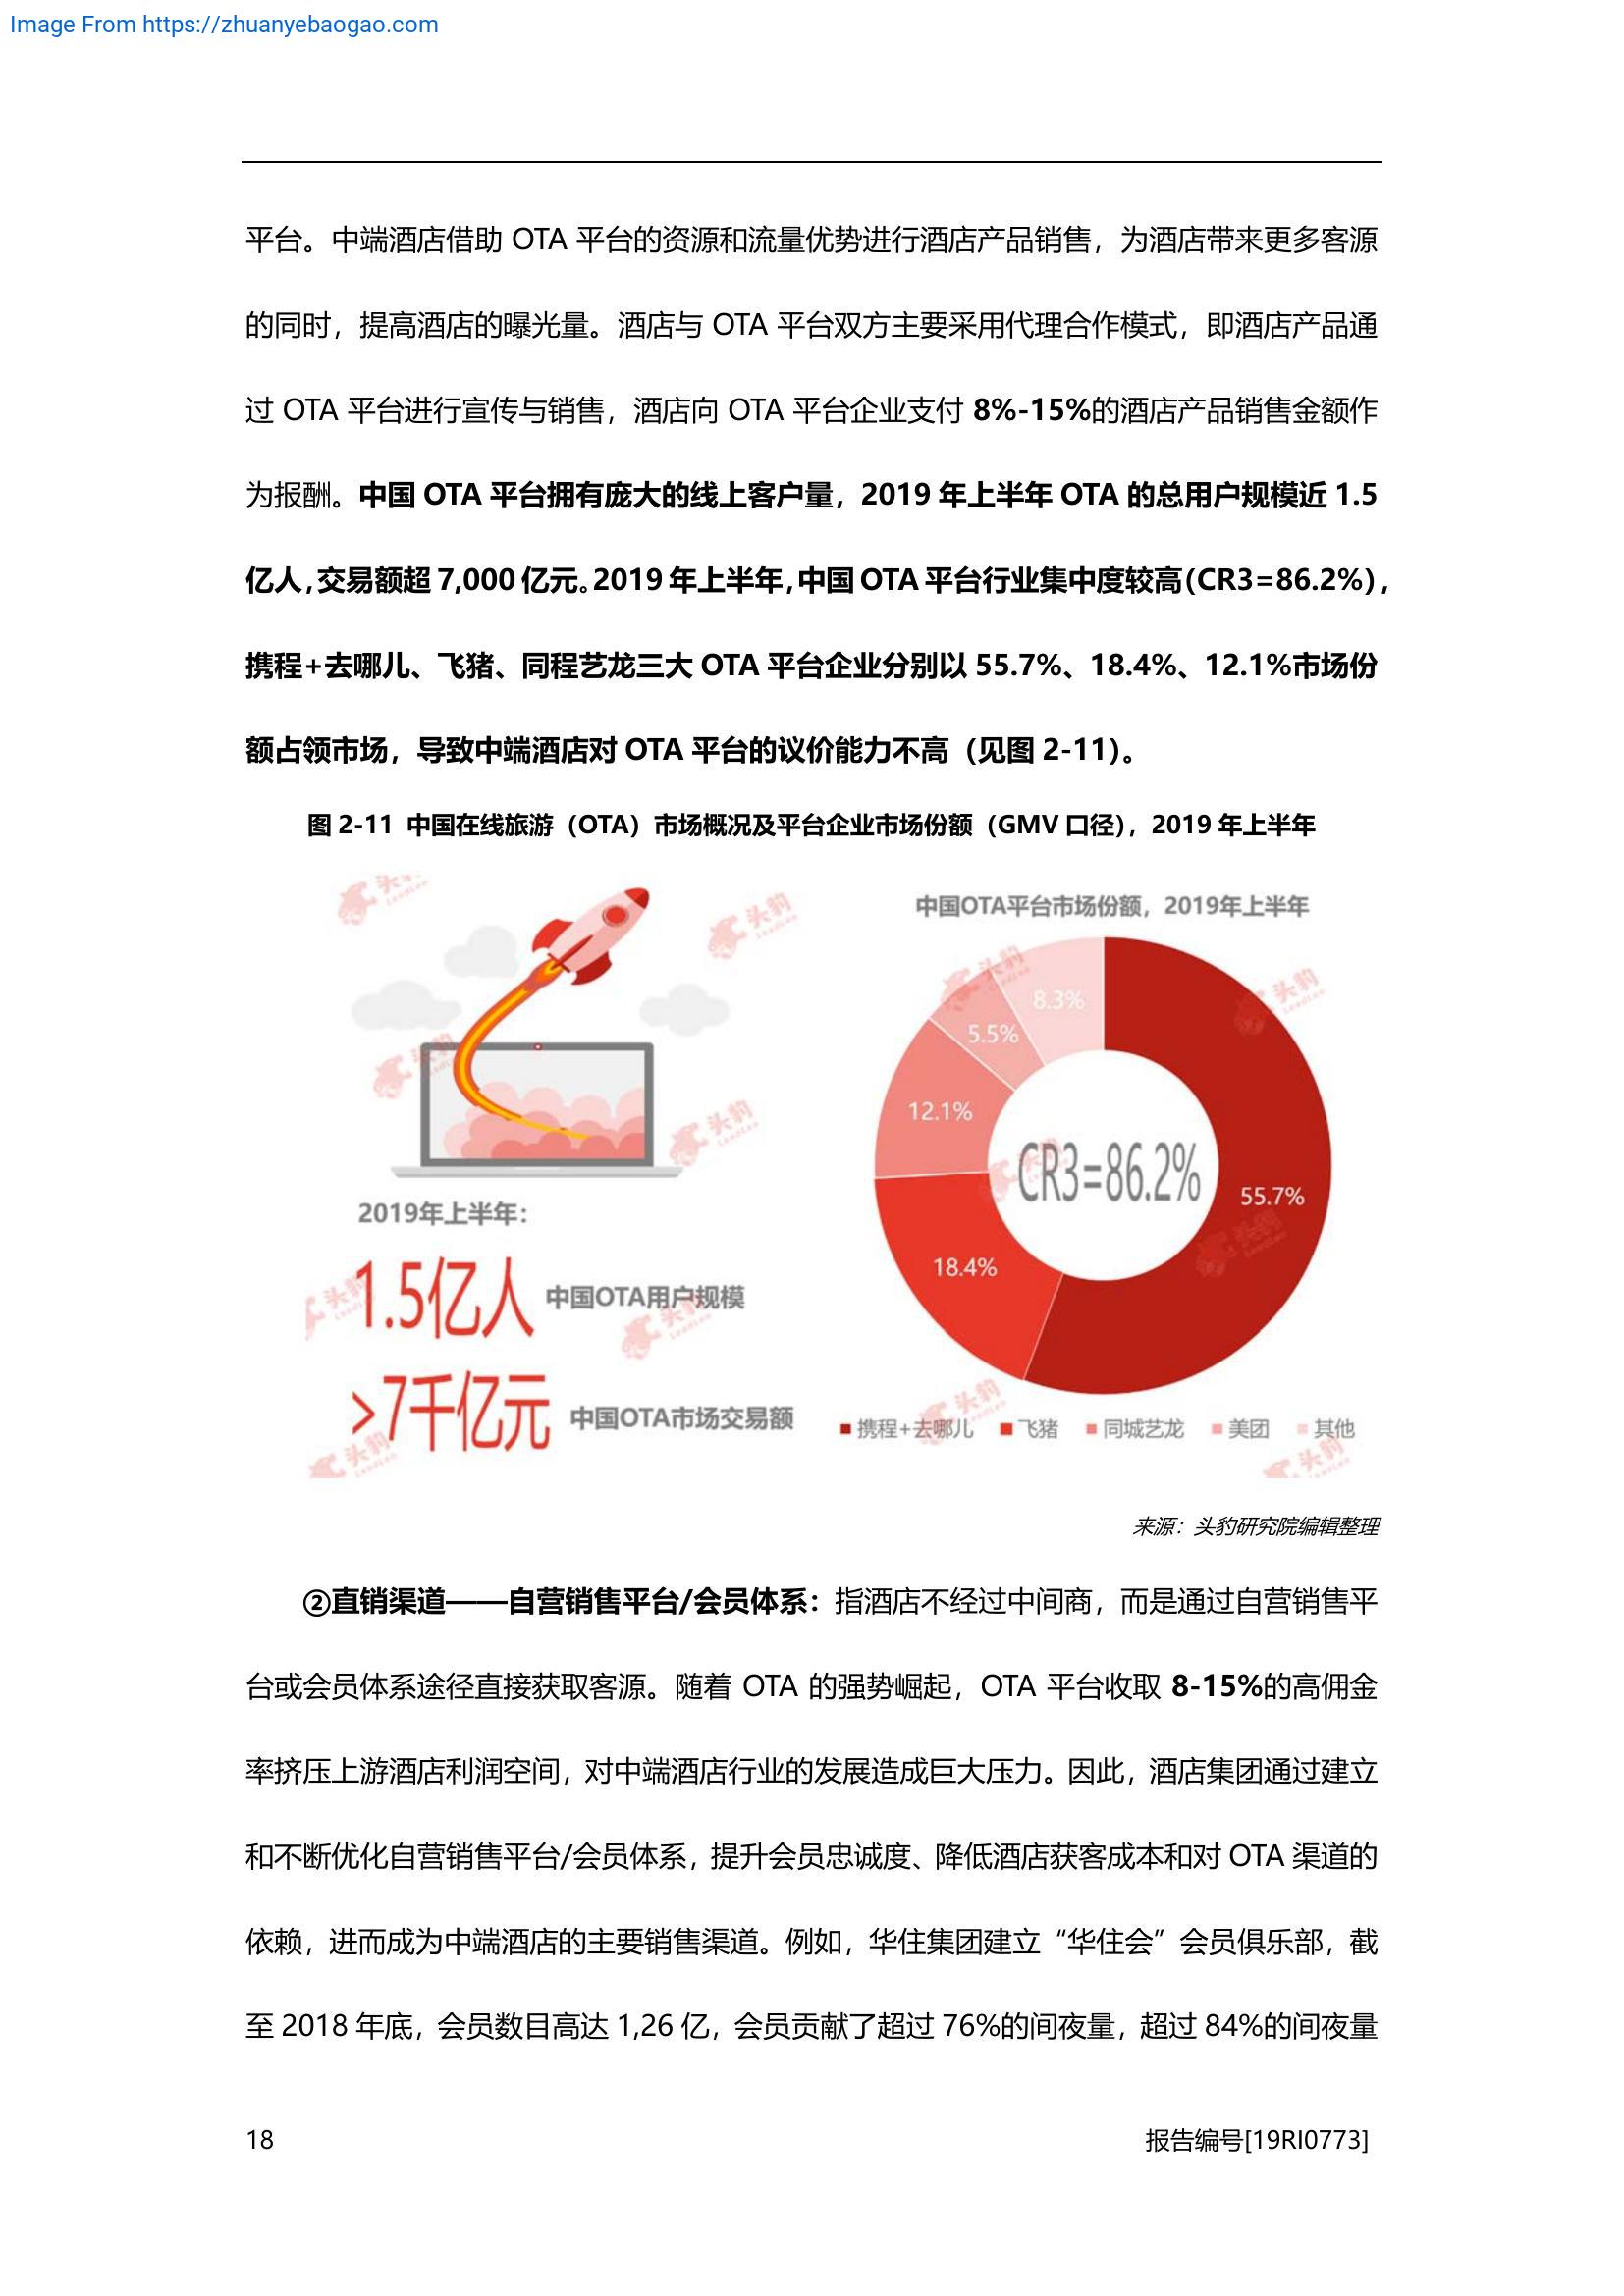 Image From https://zhuanyebaogao.com
平台。中端酒店借助 OTA 平台的资源和流量优势进行酒店产品销售，为酒店带来更多客源
的同时，提高酒店的曝光量。酒店与 OTA 平台双方主要采用代理合作模式，即酒店产品通
过 OTA 平台进行宣传与销售，酒店向 OTA 平台企业支付 8%-15%的酒店产品销售金额作
为报酬。中国 OTA 平台拥有庞大的线上客户量，2019 年上半年 OTA 的总用户规模近 1.5
亿人，交易额超 7,000 亿元。2019 年上半年，中国 OTA 平台行业集中度较高（CR3=86.2%），
携程+去哪儿、飞猪、同程艺龙三大 OTA 平台企业分别以 55.7%、18.4%、12.1%市场份
额占领市场，导致中端酒店对 OTA 平台的议价能力不高（见图 2-11）。
图 2-11 中国在线旅游（OTA）市场概况及平台企业市场份额（GMV 口径），2019 年上半年
中国OTA平台市场份额，2019年上半年
8.3%
5.5%
12.1%
CR3=86.2%
55.7%
18.4%
2019年上半年：
1.5亿人 中国OTA用户规模
>7千亿元 中国OTA市场交易额
携程+去哪儿 飞猪 同城艺龙 美团 其他
头豹
LeadLeo
来源：头豹研究院编辑整理
②直销渠道——自营销售平台/会员体系：指酒店不经过中间商，而是通过自营销售平
台或会员体系途径直接获取客源。随着 OTA 的强势崛起，OTA 平台收取 8-15%的高佣金
率挤压上游酒店利润空间，对中端酒店行业的发展造成巨大压力。因此，酒店集团通过建立
和不断优化自营销售平台/会员体系，提升会员忠诚度、降低酒店获客成本和对 OTA 渠道的
依赖，进而成为中端酒店的主要销售渠道。例如，华住集团建立“华住会”会员俱乐部，截
至 2018 年底，会员数目高达 1,26 亿，会员贡献了超过 76%的间夜量，超过 84%的间夜量
18
报告编号[19RI0773]